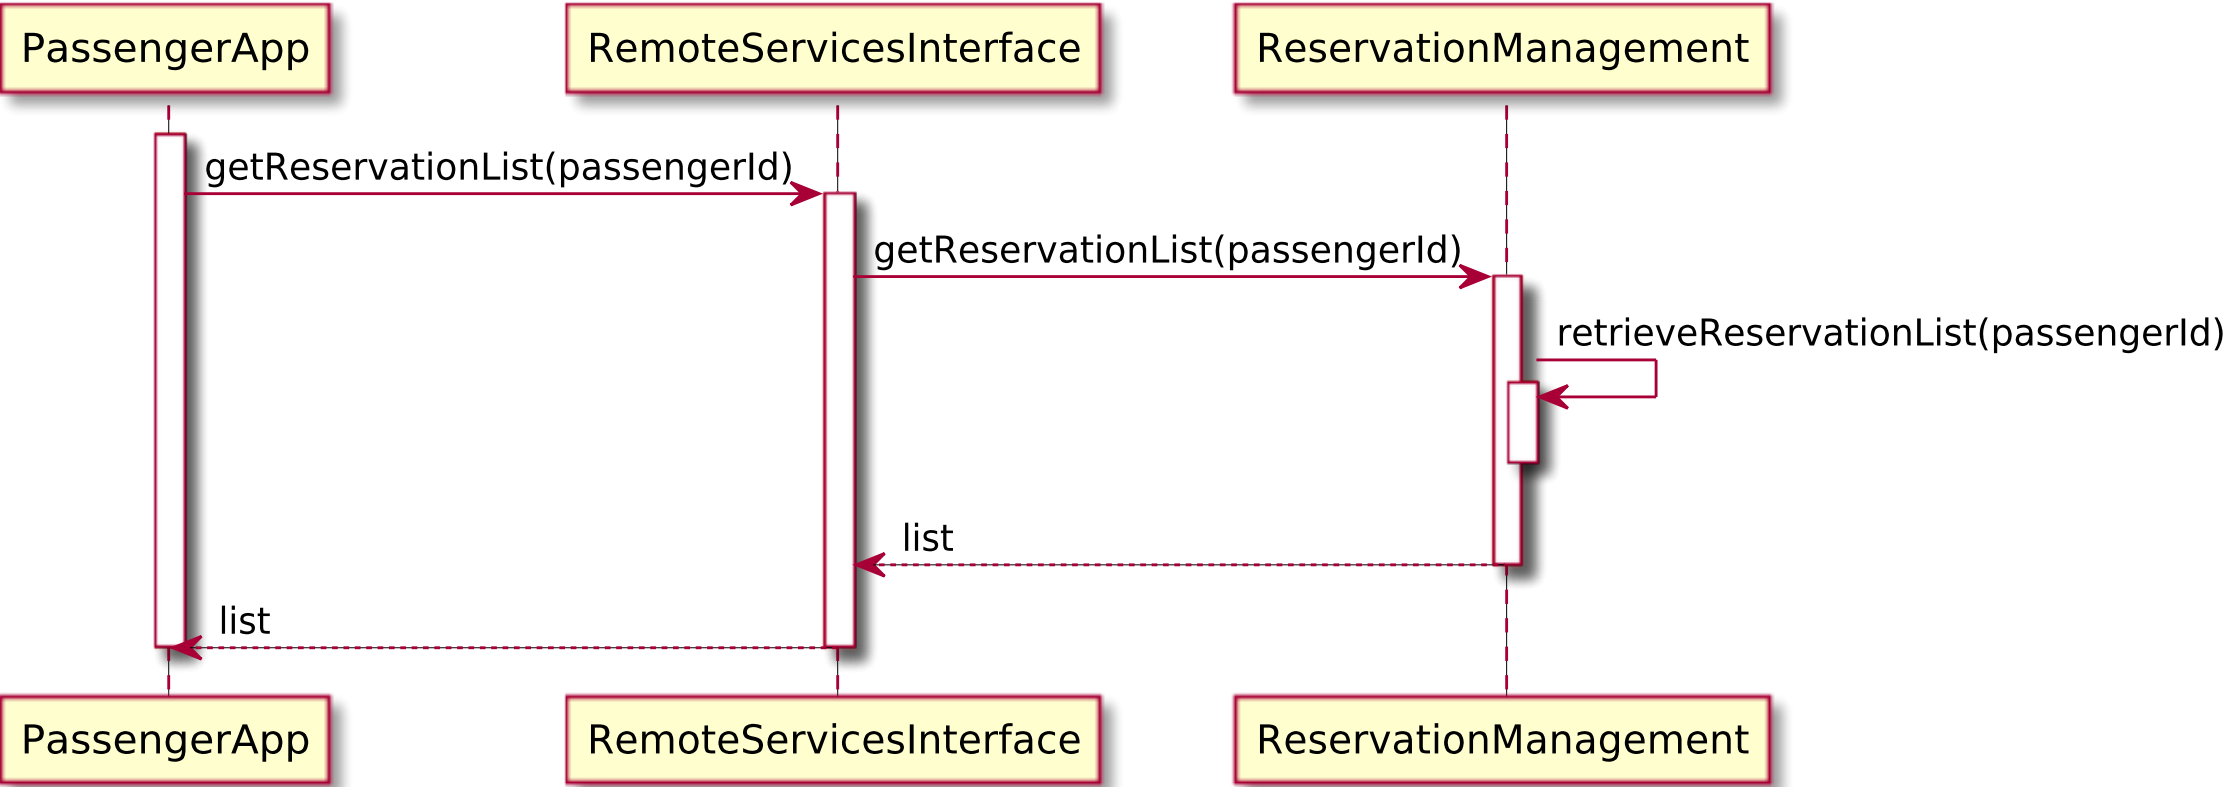 PassengerApp
RemoteServicesInterface
ReservationManagement
getReservationList(passengerId)
getReservationList(passengerId)
retrieveReservationList(passengerId)
list
list
PassengerApp
RemoteServicesInterface
ReservationManagement